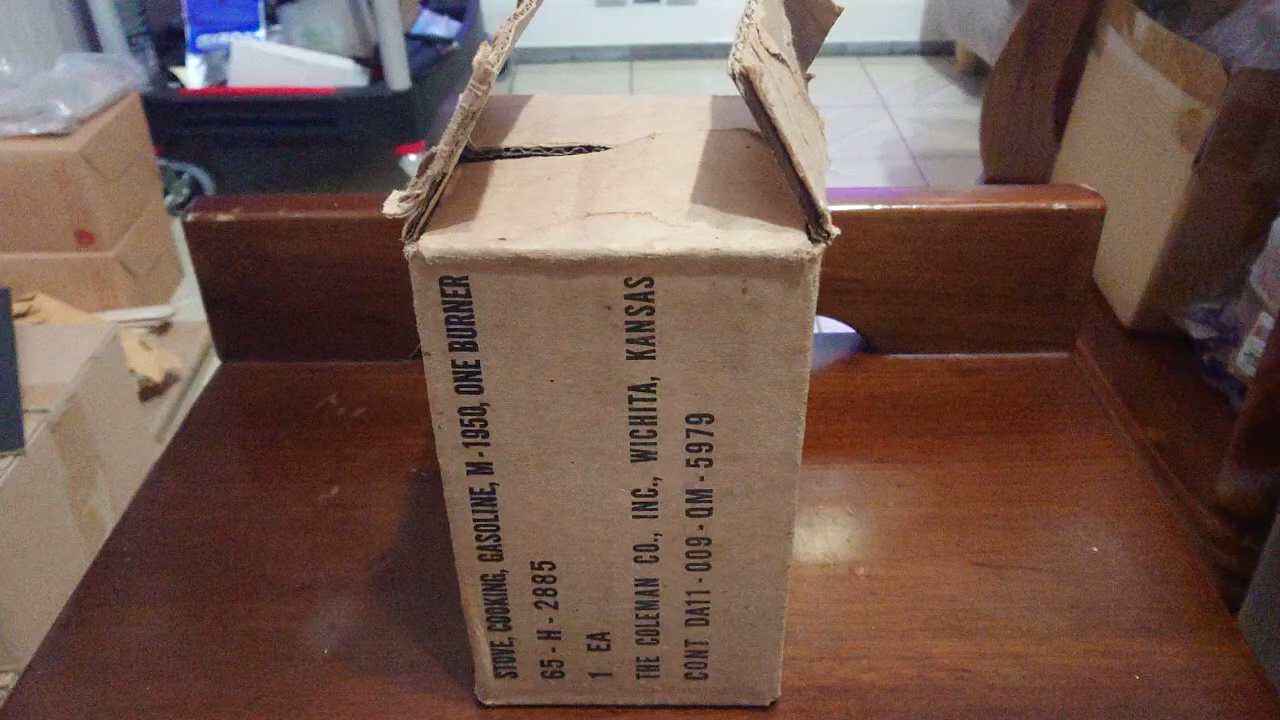 STOVE, COOKING, GASOLINE, M-1950, ONE BURNER
65-H-2885
1 EA
THE COLEMAN CO., INC., WICHITA, KANSAS
CONT DA11-009-QM-5979